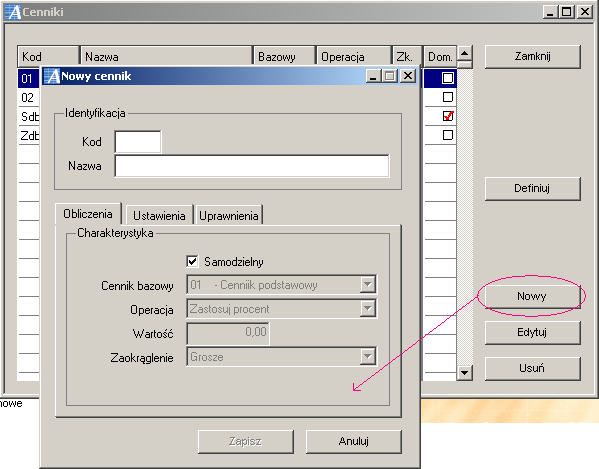 Cenniki
Kod Nazwa Bazowy Operacja Zk. Dom.
Zamknij
01
02
Sdb
Zdb
Nowy cennik
Identyfikacja
Kod
Nazwa
Definiuj
Obliczenia Ustawienia Uprawnienia
Charakterystyka
Samodzielny
Cennik bazowy 01 - Cennik podstawowy
Nowy
Operacja Zastosuj procent
Wartość 0,00
Edytuj
Zaokrąglenie Grosze
Usuń
nowe
Zapisz Anuluj